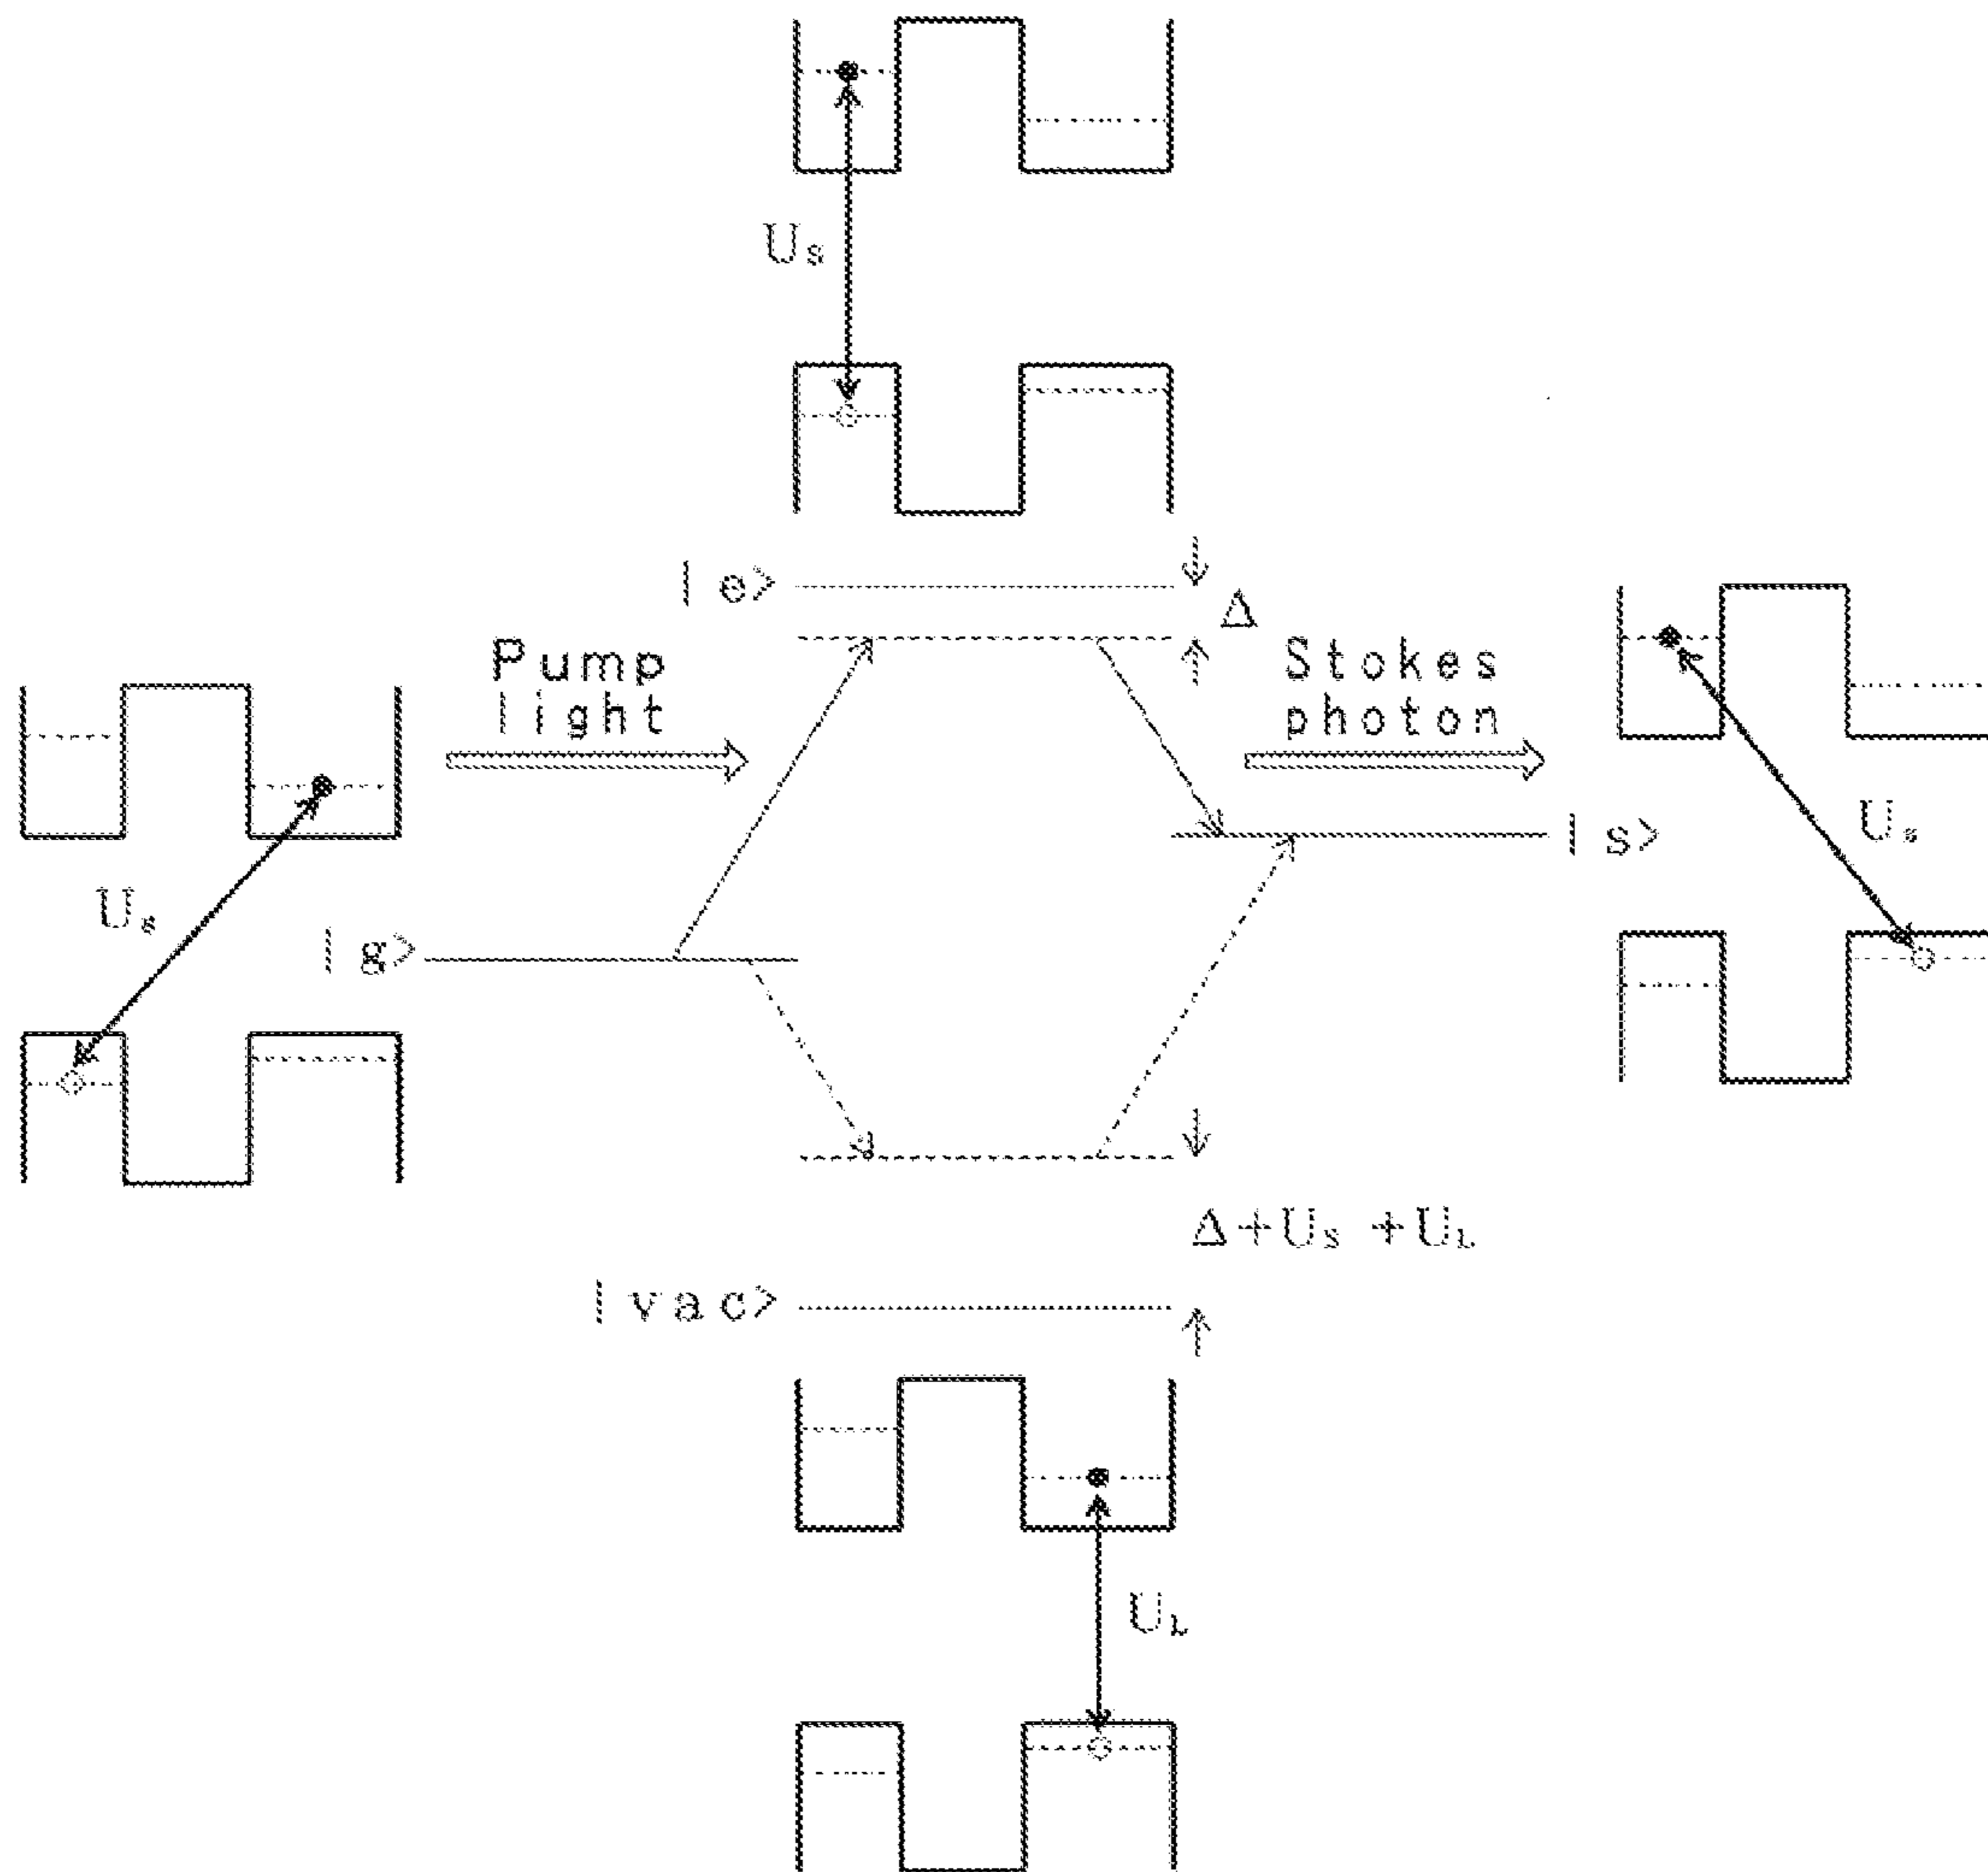 Us
|e>
Δ
Pump
light
Stokes
photon
Us
|g>
|s>
Us
Δ+Us +UL
|vac>
UL